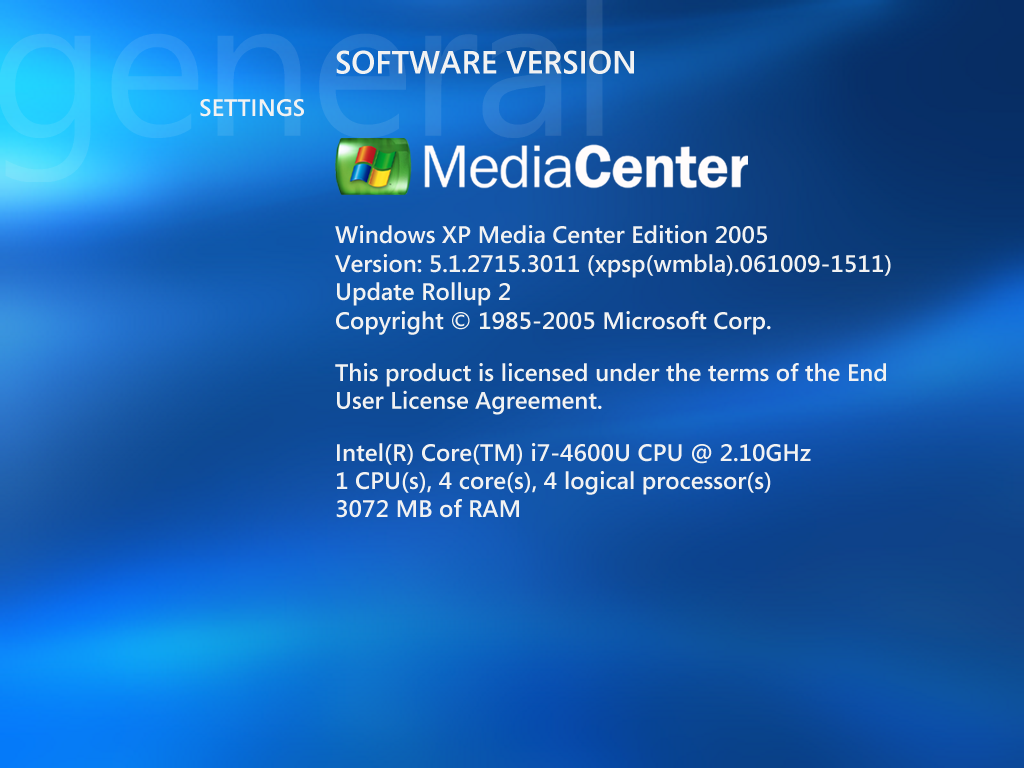 general
SOFTWARE VERSION
SETTINGS
MediaCenter
Windows XP Media Center Edition 2005
Version: 5.1.2715.3011 (xpsp(wmbla).061009-1511)
Update Rollup 2
Copyright © 1985-2005 Microsoft Corp.
This product is licensed under the terms of the End
User License Agreement.
Intel(R) Core(TM) i7-4600U CPU @ 2.10GHz
1 CPU(s), 4 core(s), 4 logical processor(s)
3072 MB of RAM